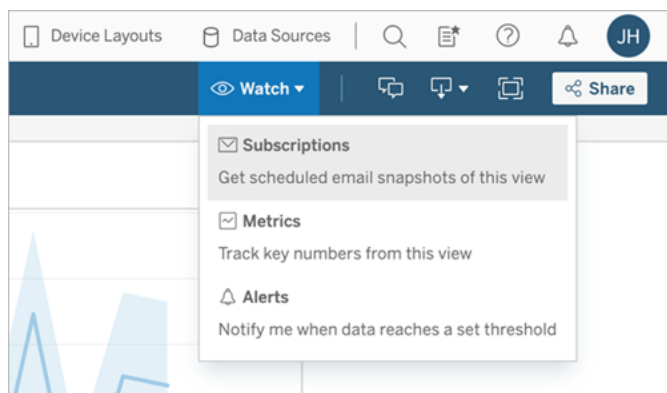 Device Layouts Data Sources JH
Watch Share
Subscriptions
Get scheduled email snapshots of this view
Metrics
Track key numbers from this view
Alerts
Notify me when data reaches a set threshold